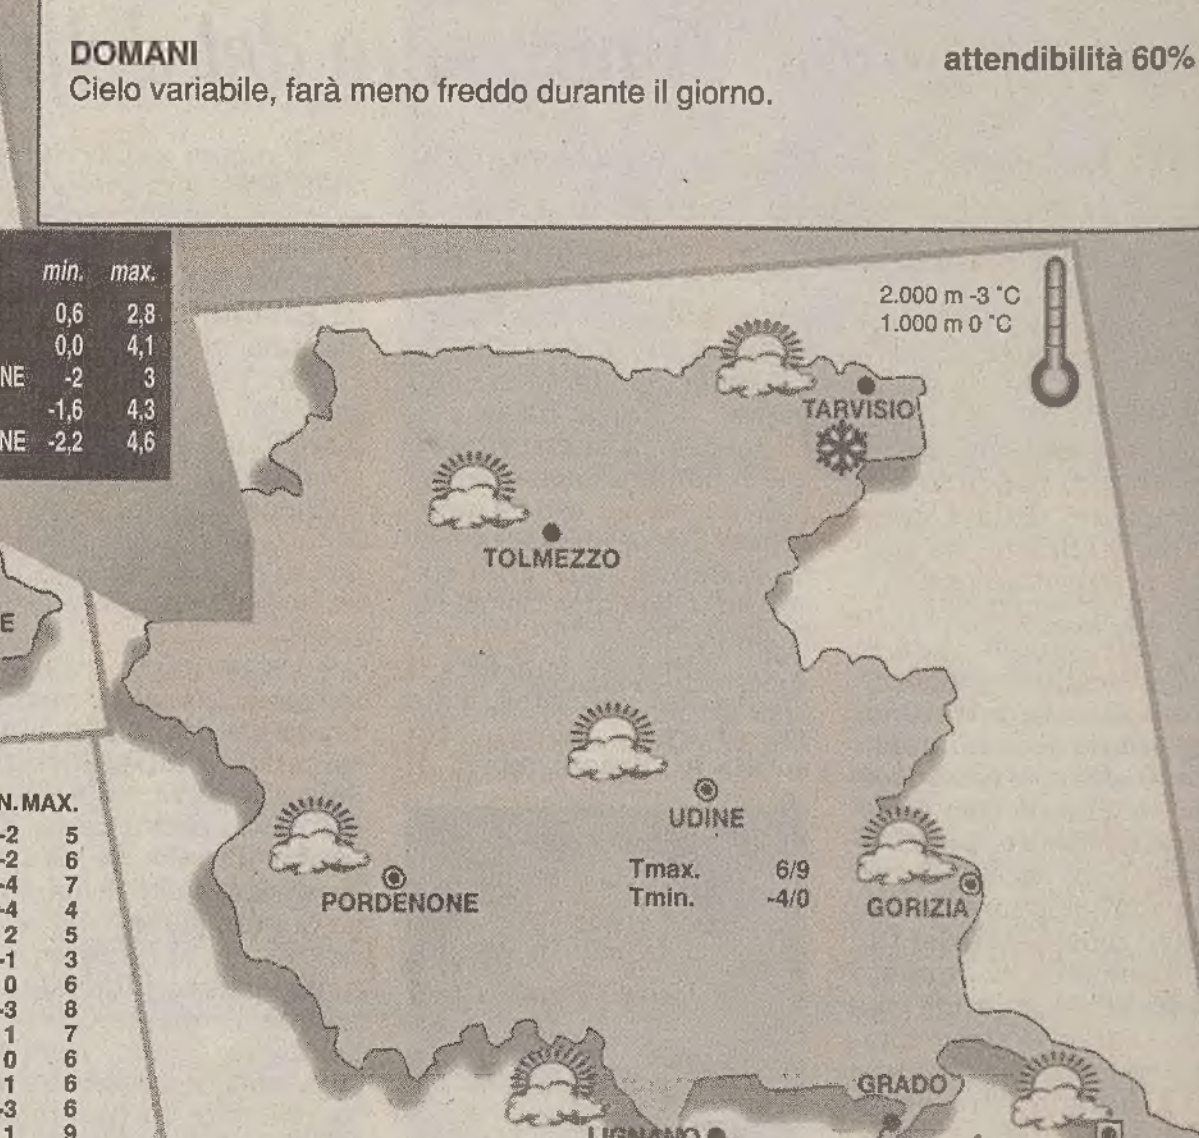 DOMANI attendibilità 60%
Cielo variabile, farà meno freddo durante il giorno.
min. max.
0,6 2,8
0,0 4,1
NE -2 3
-1,6 4,3
NE -2,2 4,6
2.000 m -3 °C
1.000 m 0 °C
TARVISIO
TOLMEZZO
E
UDINE
Tmax. 6/9
Tmin. -4/0
PORDENONE
GORIZIA
GRADO
LIGNANO
N. MAX.
-2 5
-2 6
-4 7
-4 4
2 5
-1 3
0 6
-3 8
1 7
0 6
1 6
-3 6
1 9